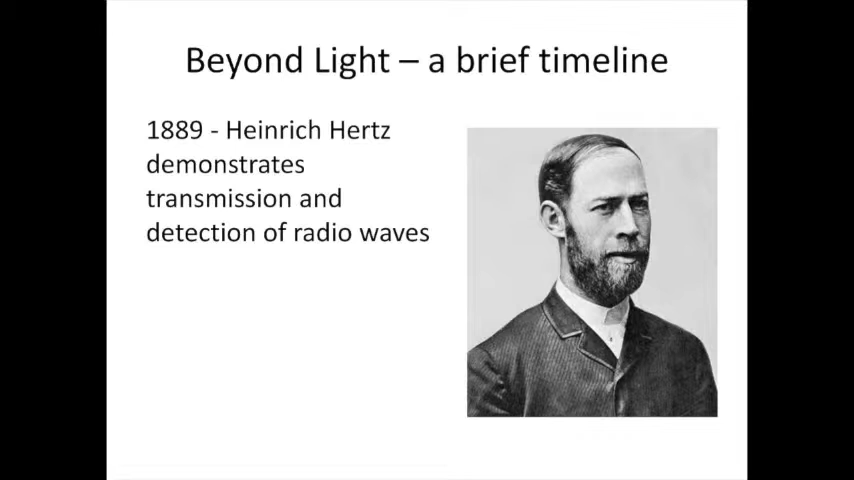 Beyond Light – a brief timeline
1889 - Heinrich Hertz
demonstrates
transmission and
detection of radio waves